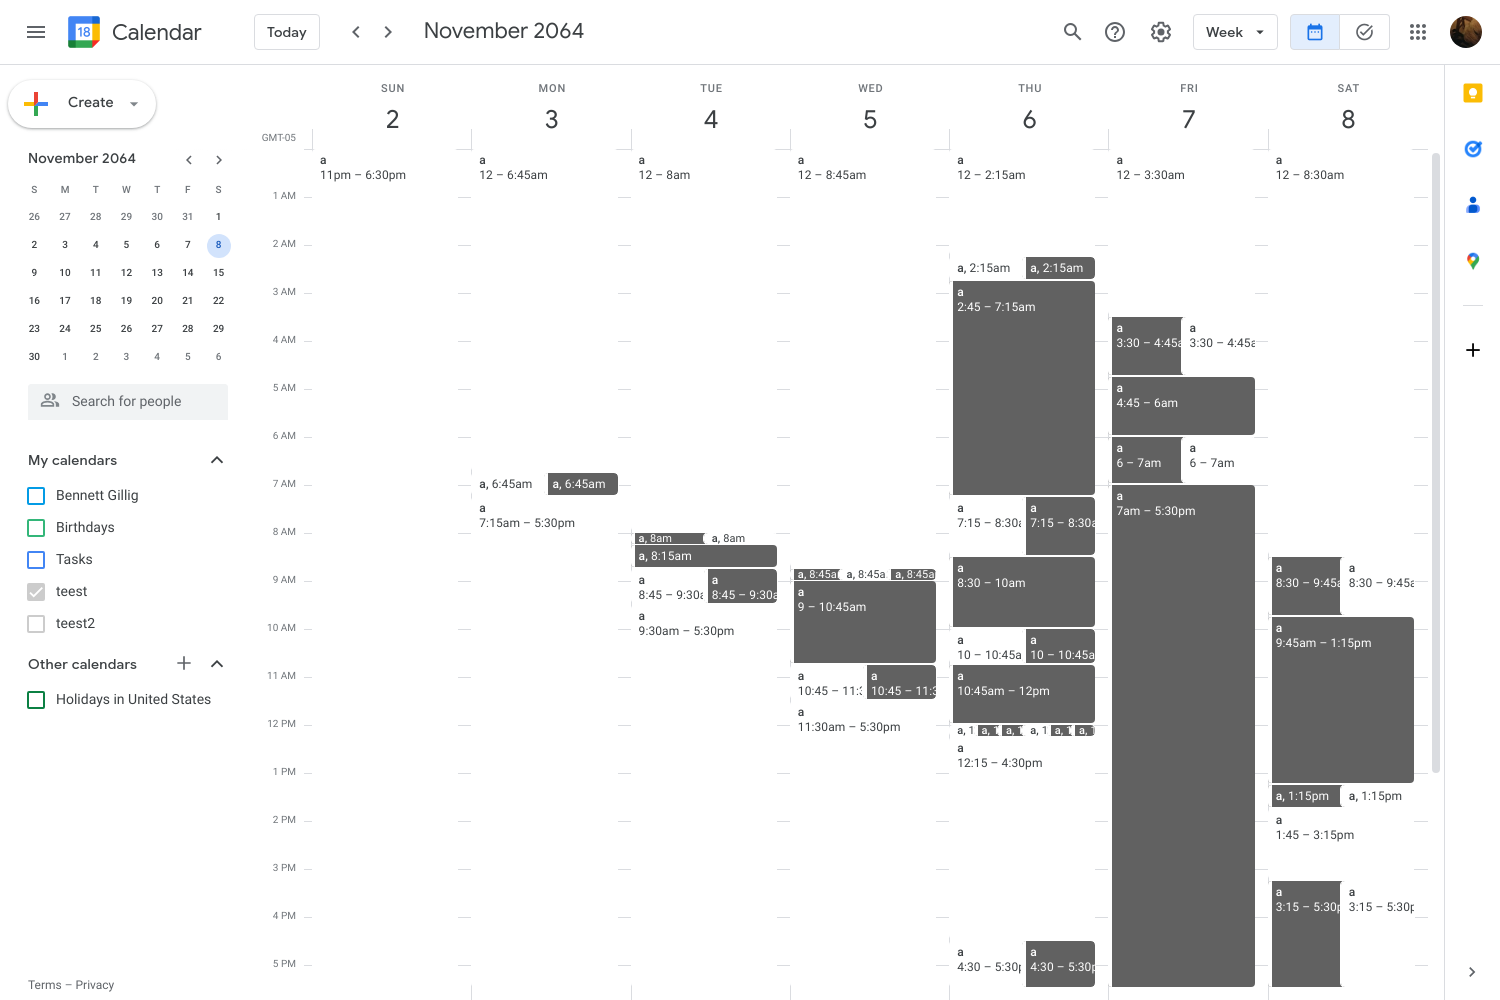 18 Calendar
Today
November 2064
Week
Create
November 2064
S M T W T F S
26 27 28 29 30 31 1
2 3 4 5 6 7 8
9 10 11 12 13 14 15
16 17 18 19 20 21 22
23 24 25 26 27 28 29
30 1 2 3 4 5 6
Search for people
My calendars
Bennett Gillig
Birthdays
Tasks
teest
teest2
Other calendars
Holidays in United States
Terms – Privacy
SUN MON TUE WED THU FRI SAT
2 3 4 5 6 7 8
GMT-05
1 AM
2 AM
3 AM
4 AM
5 AM
6 AM
7 AM
8 AM
9 AM
10 AM
11 AM
12 PM
1 PM
2 PM
3 PM
4 PM
5 PM
a
11pm – 6:30pm
a
12 – 6:45am
a, 6:45am
a, 6:45am
a
7:15am – 5:30pm
a
12 – 8am
a, 8am
a, 8am
a, 8:15am
a
8:45 – 9:30a
a
8:45 – 9:30a
a
9:30am – 5:30pm
a
12 – 8:45am
a, 8:45a
a, 8:45a
a, 8:45a
a
9 – 10:45am
a
10:45 – 11:3
a
10:45 – 11:3
a
11:30am – 5:30pm
a
12 – 2:15am
a, 2:15am
a, 2:15am
a
2:45 – 7:15am
a
7:15 – 8:30a
a
7:15 – 8:30a
a
8:30 – 10am
a
10 – 10:45a
a
10 – 10:45a
a
10:45am – 12pm
a, 1
a, 1
a, 1
a, 1
a, 1
a, 1
a
12:15 – 4:30pm
a
4:30 – 5:30p
a
4:30 – 5:30p
a
12 – 3:30am
a
3:30 – 4:45a
a
3:30 – 4:45a
a
4:45 – 6am
a
6 – 7am
a
6 – 7am
a
7am – 5:30pm
a
12 – 8:30am
a
8:30 – 9:45a
a
8:30 – 9:45a
a
9:45am – 1:15pm
a, 1:15pm
a, 1:15pm
a
1:45 – 3:15pm
a
3:15 – 5:30p
a
3:15 – 5:30p